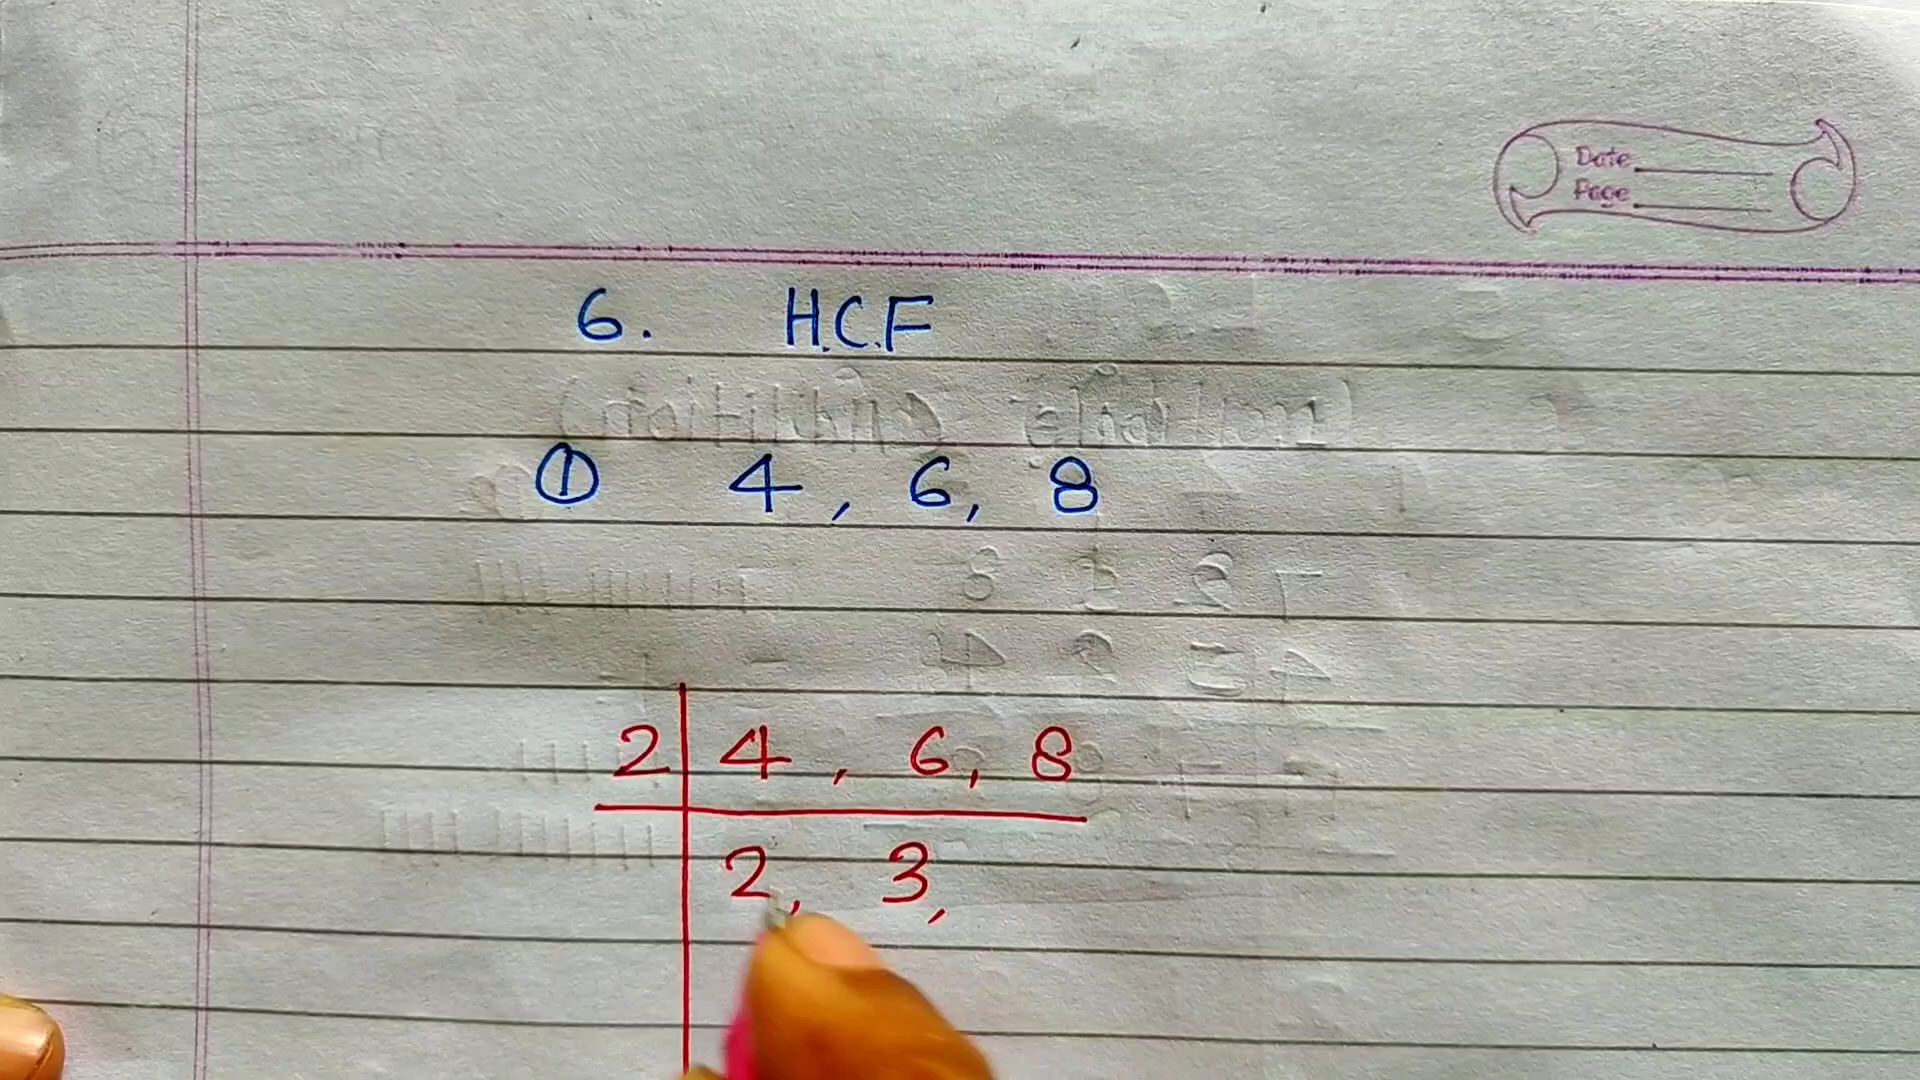 Date
Page
6. H.C.F
① 4, 6, 8
2 4, 6, 8
2, 3,